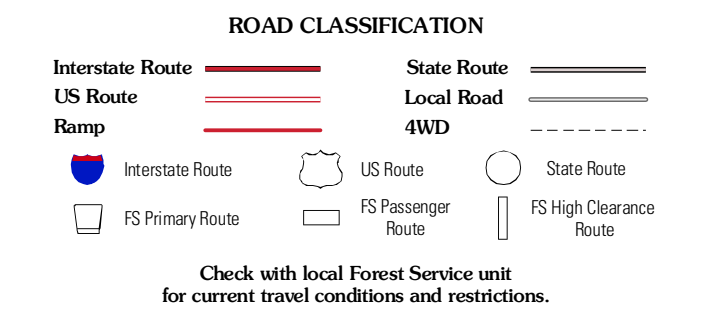 ROAD CLASSIFICATION
Interstate Route
State Route
US Route
Local Road
Ramp
4WD
Interstate Route
US Route
State Route
FS Primary Route
FS Passenger
Route
FS High Clearance
Route
Check with local Forest Service unit
for current travel conditions and restrictions.